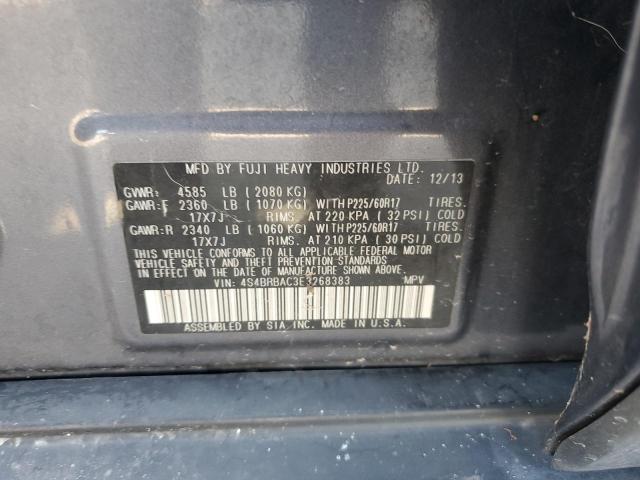 MFD BY FUJI HEAVY INDUSTRIES LTD.
DATE: 12/13
GVWR: 4585 LB ( 2080 KG)
GAWR:F 2360 LB ( 1070 KG) WITH P225/60R17 TIRES.
17X7J RIMS. AT 220 KPA ( 32 PSI) COLD
GAWR:R 2340 LB ( 1060 KG) WITH P225/60R17 TIRES.
17X7J RIMS. AT 210 KPA ( 30 PSI) COLD
THIS VEHICLE CONFORMS TO ALL APPLICABLE FEDERAL MOTOR
VEHICLE SAFETY AND THEFT PREVENTION STANDARDS
IN EFFECT ON THE DATE OF MANUFACTURE SHOWN ABOVE.
VIN: 4S4BRBAC3E3268383 MPV
ASSEMBLED BY SIA INC. MADE IN U.S.A.